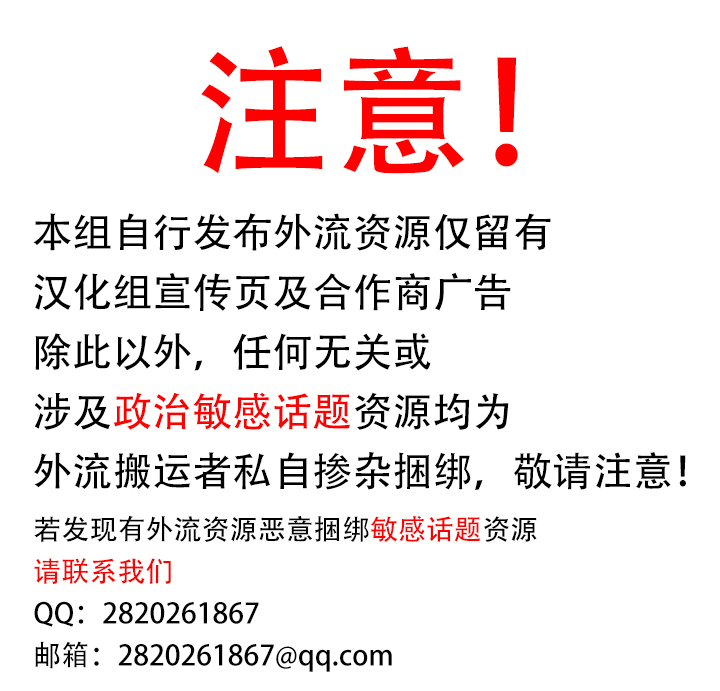 注意！
本组自行发布外流资源仅留有
汉化组宣传页及合作商广告
除此以外，任何无关或
涉及政治敏感话题资源均为
外流搬运者私自掺杂捆绑，敬请注意！
若发现有外流资源恶意捆绑敏感话题资源
请联系我们
QQ：2820261867
邮箱：2820261867@qq.com